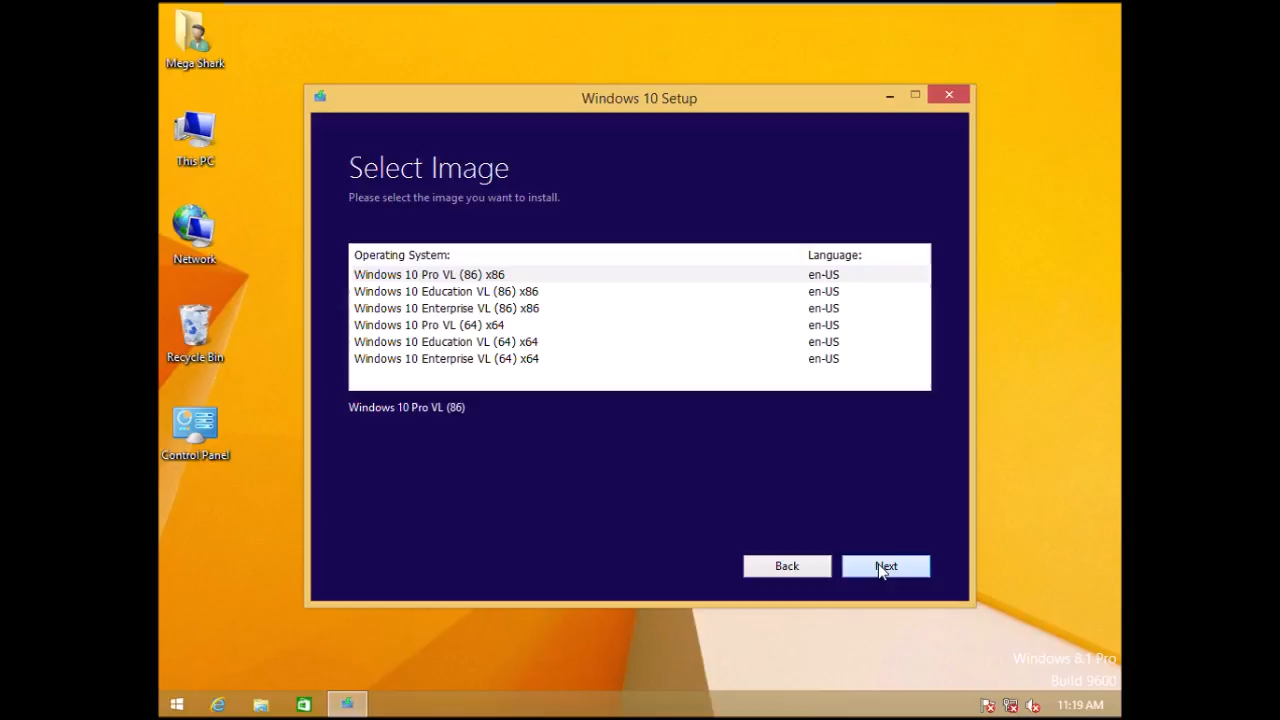 Mega Shark
This PC
Network
Recycle Bin
Control Panel
Windows 10 Setup
Select Image
Please select the image you want to install.
Operating System: Language:
Windows 10 Pro VL (86) x86 en-US
Windows 10 Education VL (86) x86 en-US
Windows 10 Enterprise VL (86) x86 en-US
Windows 10 Pro VL (64) x64 en-US
Windows 10 Education VL (64) x64 en-US
Windows 10 Enterprise VL (64) x64 en-US
Windows 10 Pro VL (86)
Back Next
Windows 8.1 Pro
Build 9600
11:19 AM